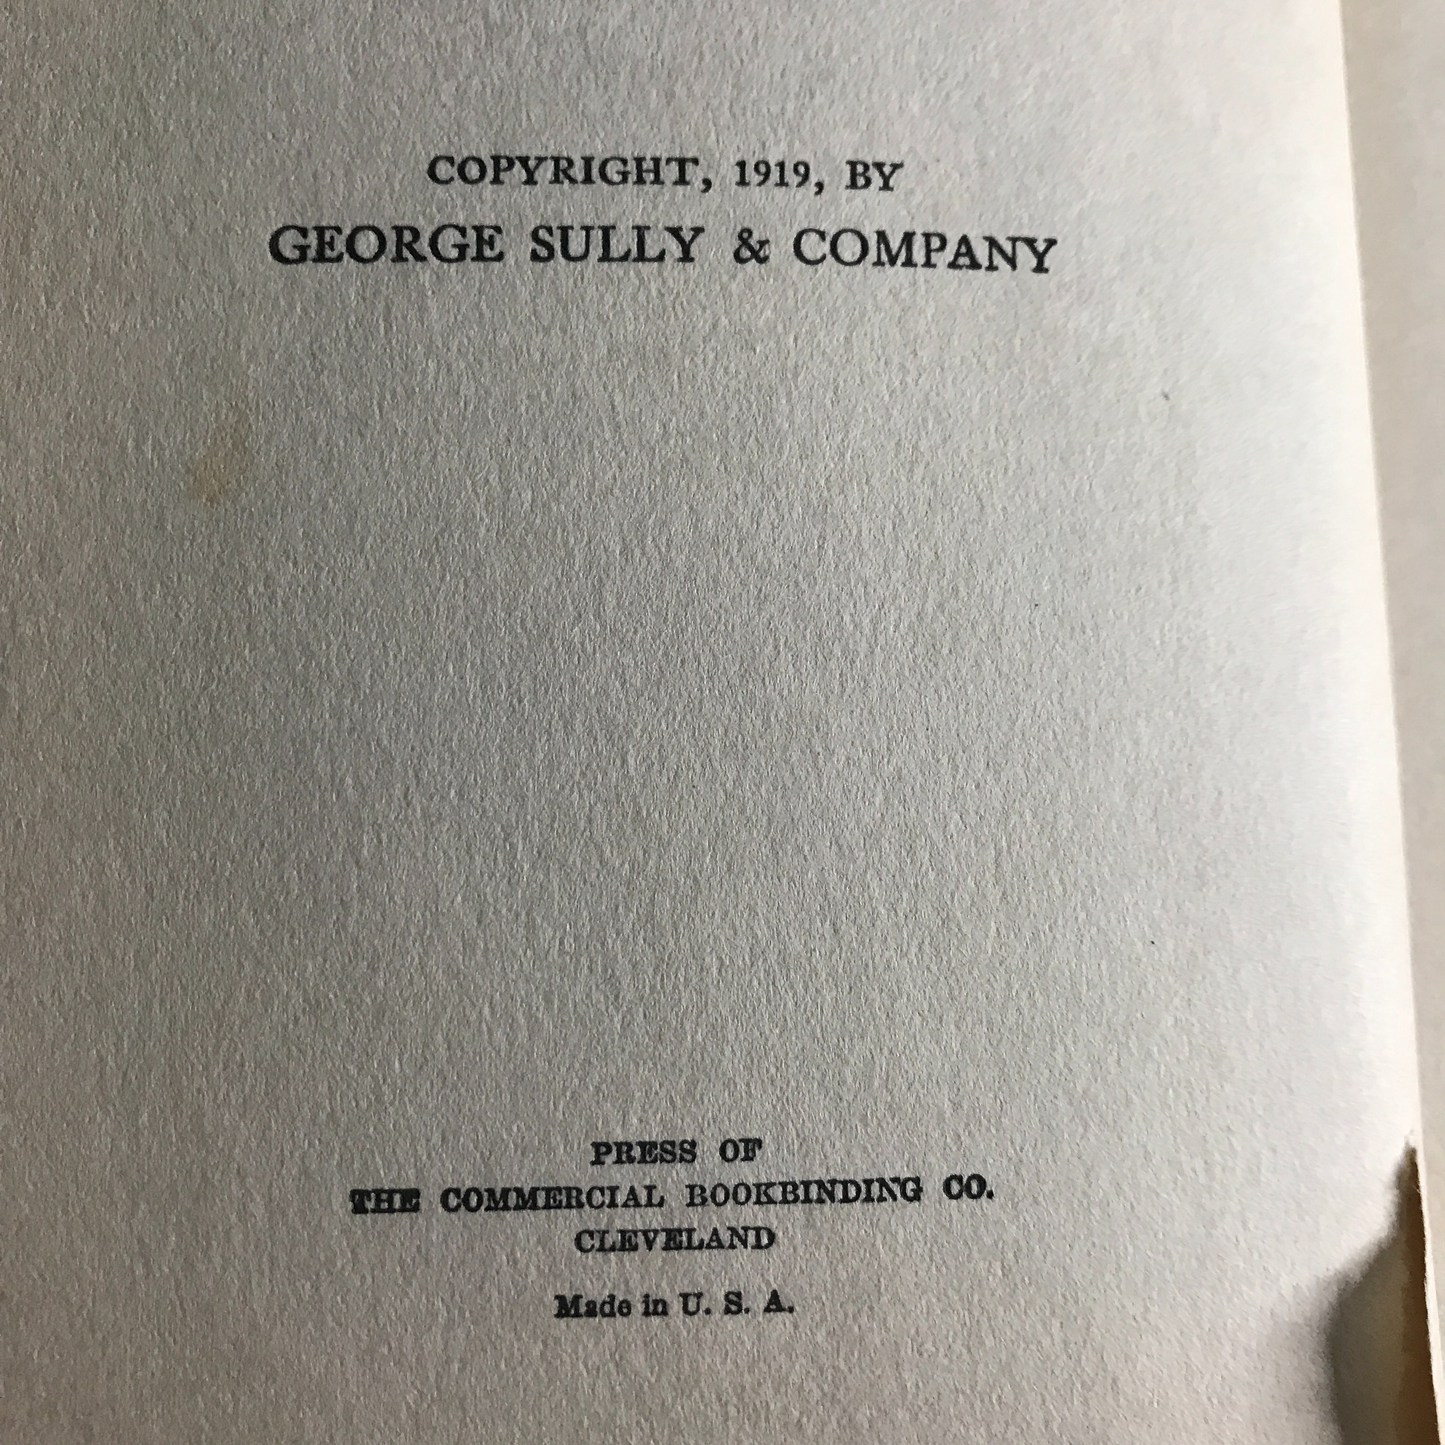 COPYRIGHT, 1919, BY
GEORGE SULLY & COMPANY
PRESS OF
THE COMMERCIAL BOOKBINDING CO.
CLEVELAND
Made in U. S. A.